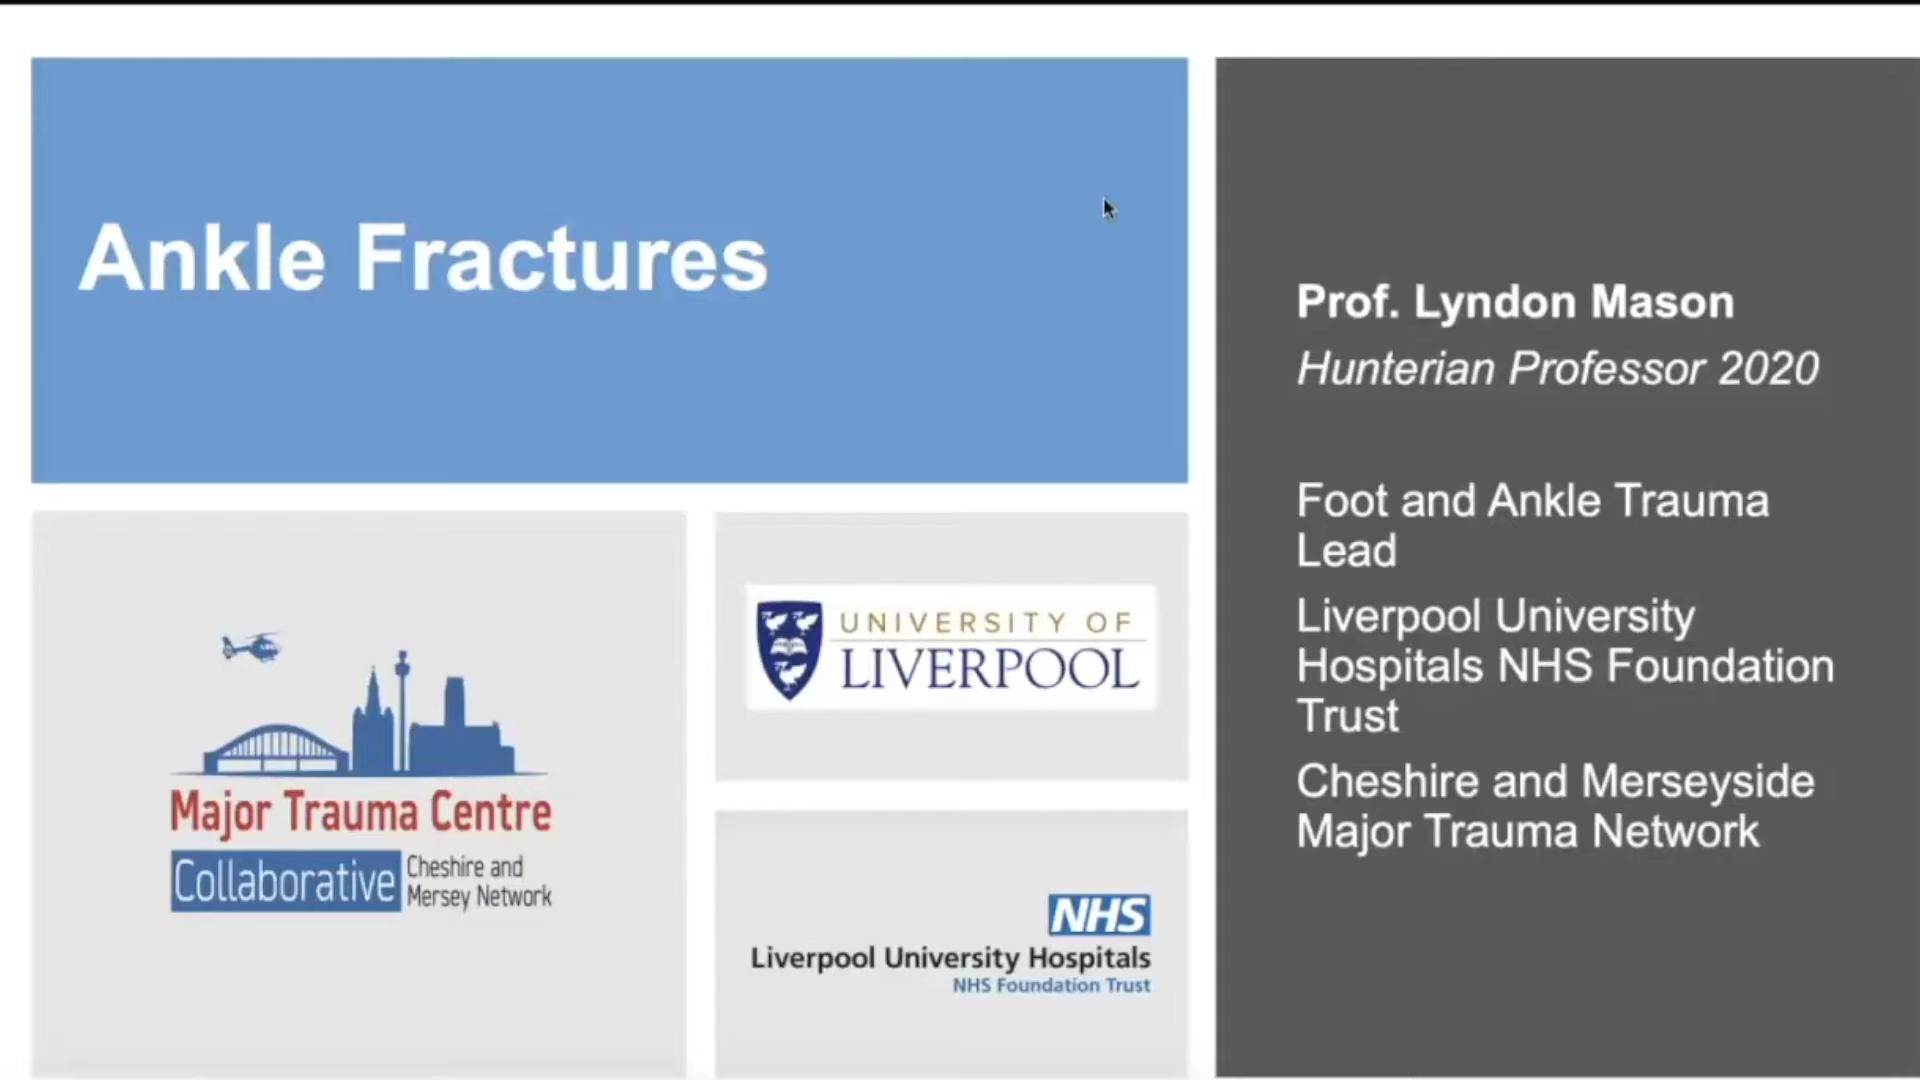 Ankle Fractures
Prof. Lyndon Mason
Hunterian Professor 2020
Foot and Ankle Trauma
Lead
Liverpool University
Hospitals NHS Foundation
Trust
Cheshire and Merseyside
Major Trauma Network
Major Trauma Centre
Collaborative
Cheshire and
Mersey Network
UNIVERSITY OF
LIVERPOOL
NHS
Liverpool University Hospitals
NHS Foundation Trust